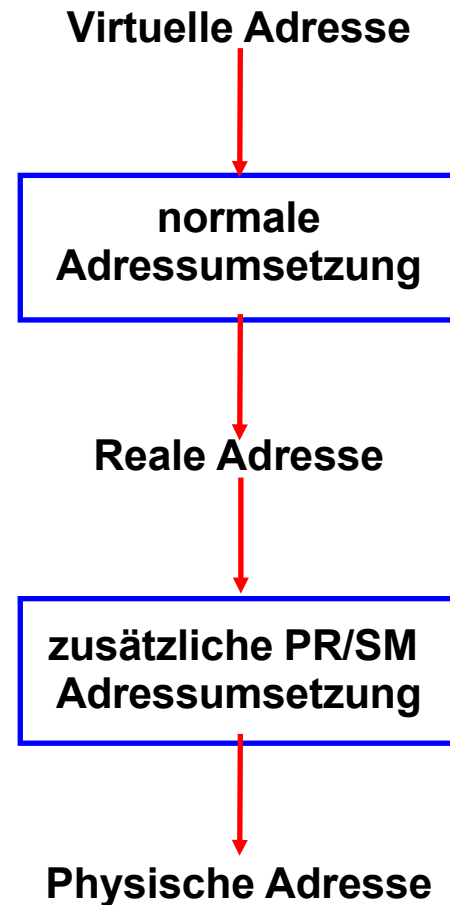 Virtuelle Adresse
normale
Adressumsetzung
Reale Adresse
zusätzliche PR/SM
Adressumsetzung
Physische Adresse